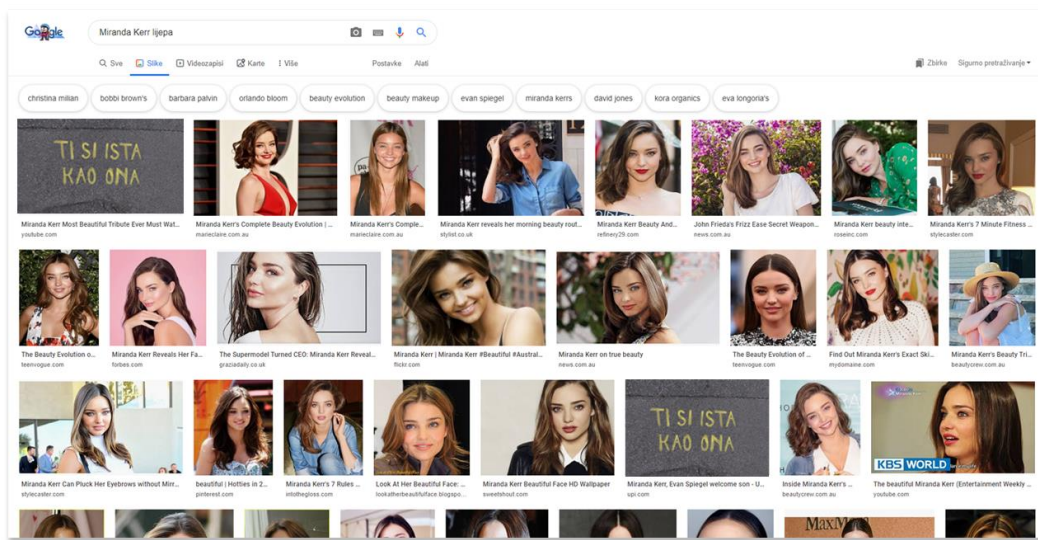 Google
Miranda Kerr lijepa
Sve Slike Videozapisi Karte Više Postavke Alati Zbirke Sigurno pretraživanje
christina milian bobbi brown's barbara palvin orlando bloom beauty evolution beauty makeup evan spiegel miranda kerrs david jones kora organics eva longoria's
TI SI ISTA
KAO ONA
Miranda Kerr Most Beautiful Tribute Ever Must Wat...
youtube.com
Miranda Kerr's Complete Beauty Evolution | ...
marieclaire.com.au
Miranda Kerr's Comple...
marieclaire.com.au
Miranda Kerr reveals her morning beauty rout...
stylist.co.uk
Miranda Kerr Beauty And...
refinery29.com
John Frieda's Frizz Ease Secret Weapon...
news.com.au
Miranda Kerr beauty inte...
roseinc.com
Miranda Kerr's 7 Minute Fitness ...
stylecaster.com
The Beauty Evolution o...
teenvogue.com
Miranda Kerr Reveals Her Fa...
forbes.com
The Supermodel Turned CEO: Miranda Kerr Reveal...
graziadaily.co.uk
Miranda Kerr | Miranda Kerr #Beautiful #Austral...
flickr.com
Miranda Kerr on true beauty
news.com.au
The Beauty Evolution of ...
teenvogue.com
Find Out Miranda Kerr's Exact Ski...
mydomaine.com
Miranda Kerr's Beauty Tri...
beautycrew.com.au
Miranda Kerr Can Pluck Her Eyebrows without Mirr...
stylecaster.com
beautiful | Hotties in 2...
pinterest.com
Miranda Kerr's 7 Rules ...
intothegloss.com
Look At Her Beautiful Face: ...
lookatherbeautifulface.blogspo...
Miranda Kerr Beautiful Face HD Wallpaper
sweetshout.com
TI SI ISTA
KAO ONA
Miranda Kerr, Evan Spiegel welcome son - U...
upi.com
Inside Miranda Kerr's ...
beautycrew.com.au
KBS WORLD
The beautiful Miranda Kerr (Entertainment Weekly ...
youtube.com